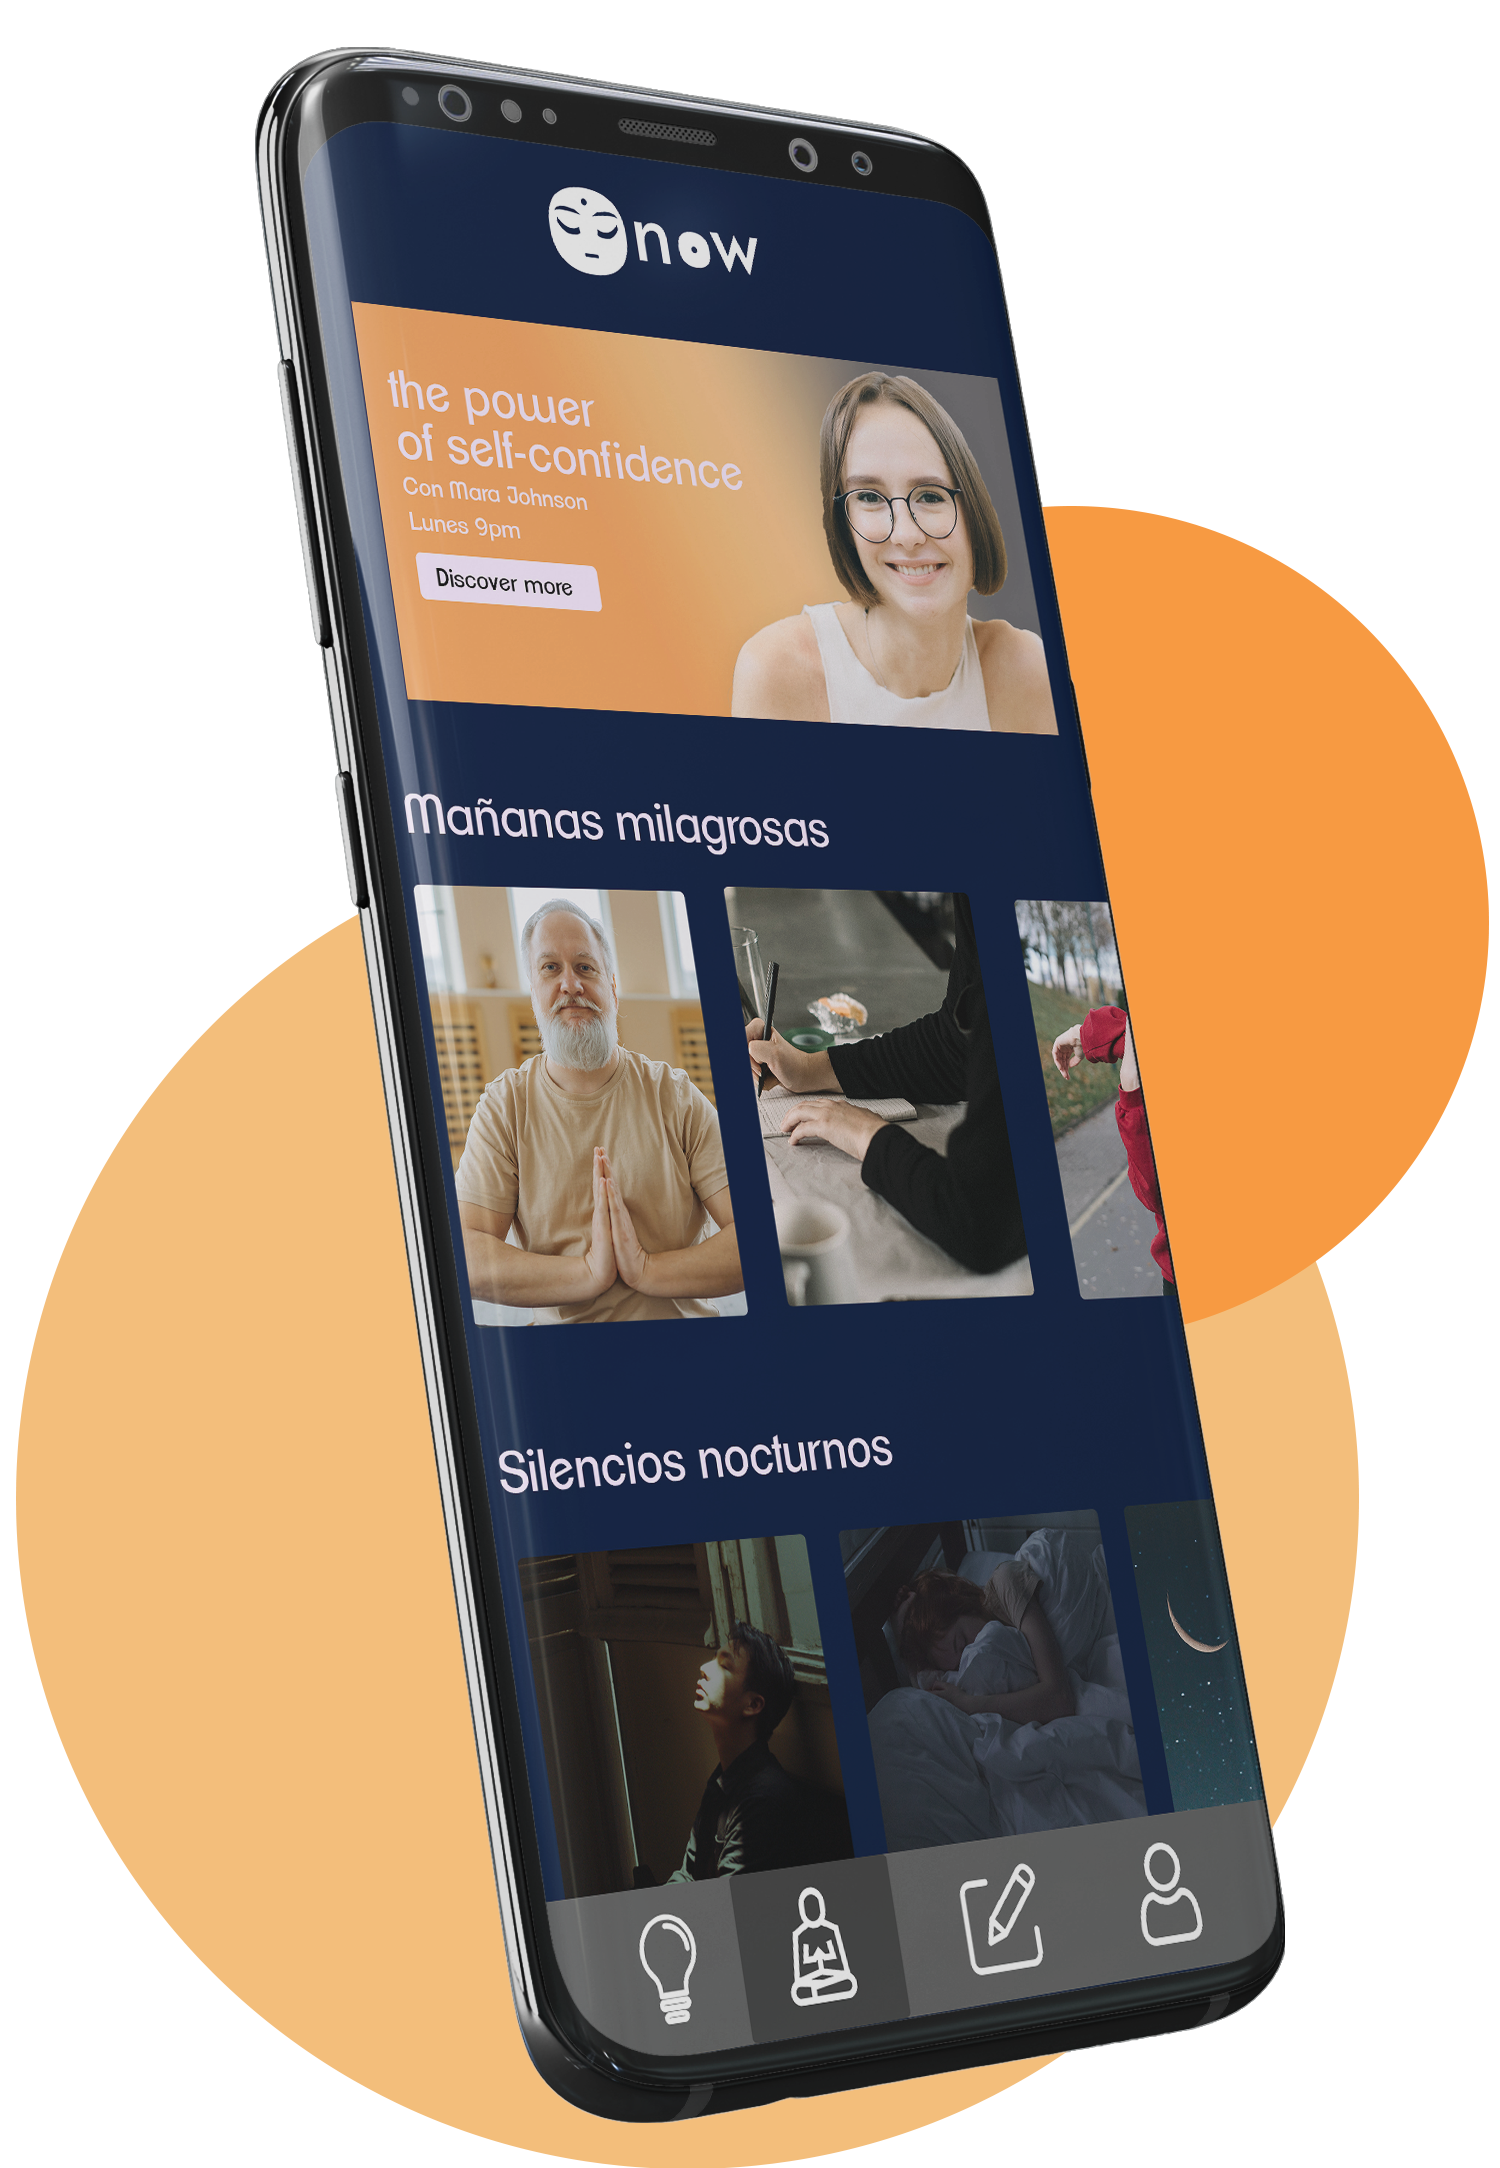 now
the power
of self-confidence
Con Mara Johnson
Lunes 9pm
Discover more
Mañanas milagrosas
Silencios nocturnos